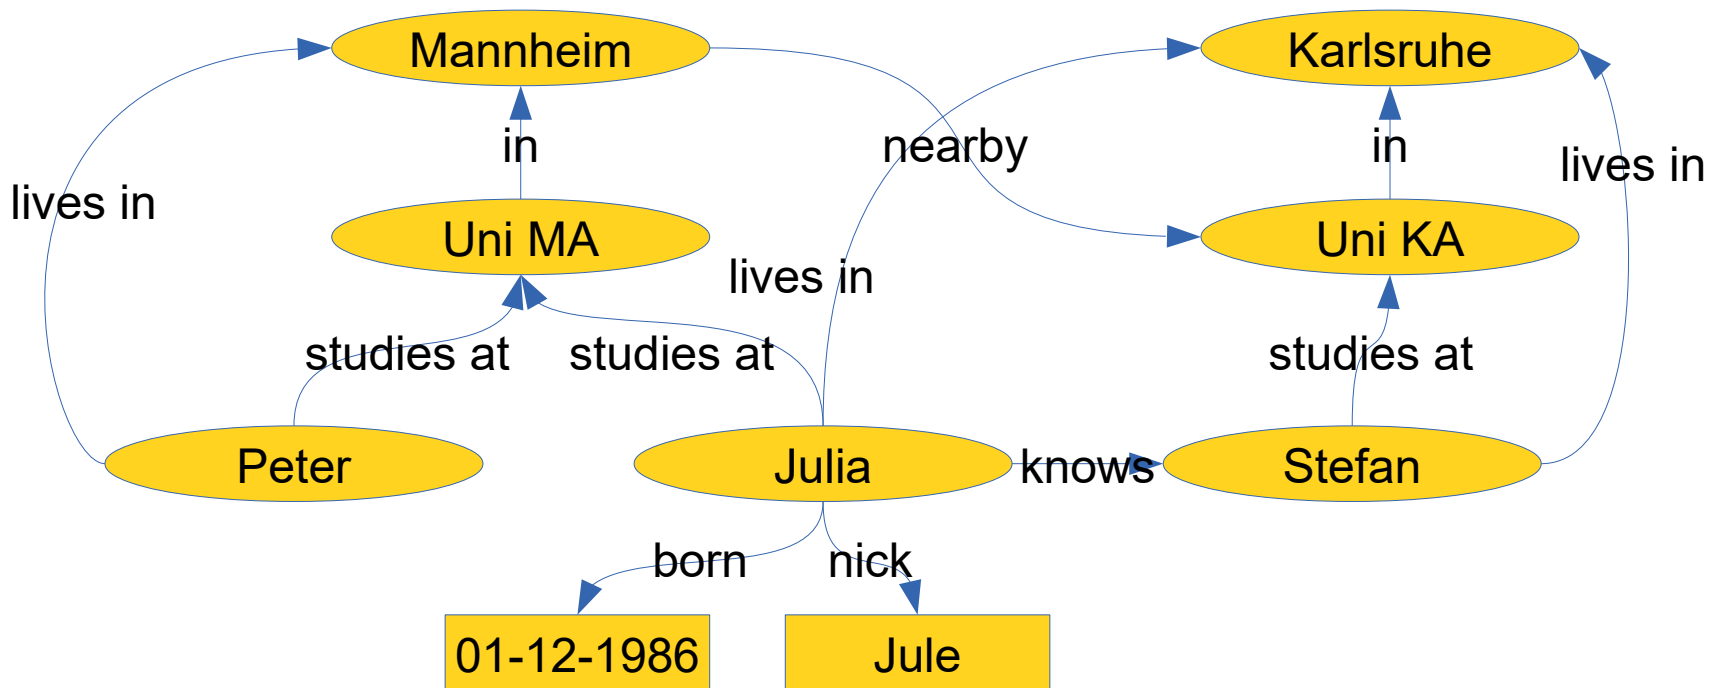 Mannheim
Karlsruhe
in
nearby
in
lives in
lives in
Uni MA
Uni KA
lives in
studies at
studies at
studies at
Peter
Julia
knows
Stefan
born
nick
01-12-1986
Jule